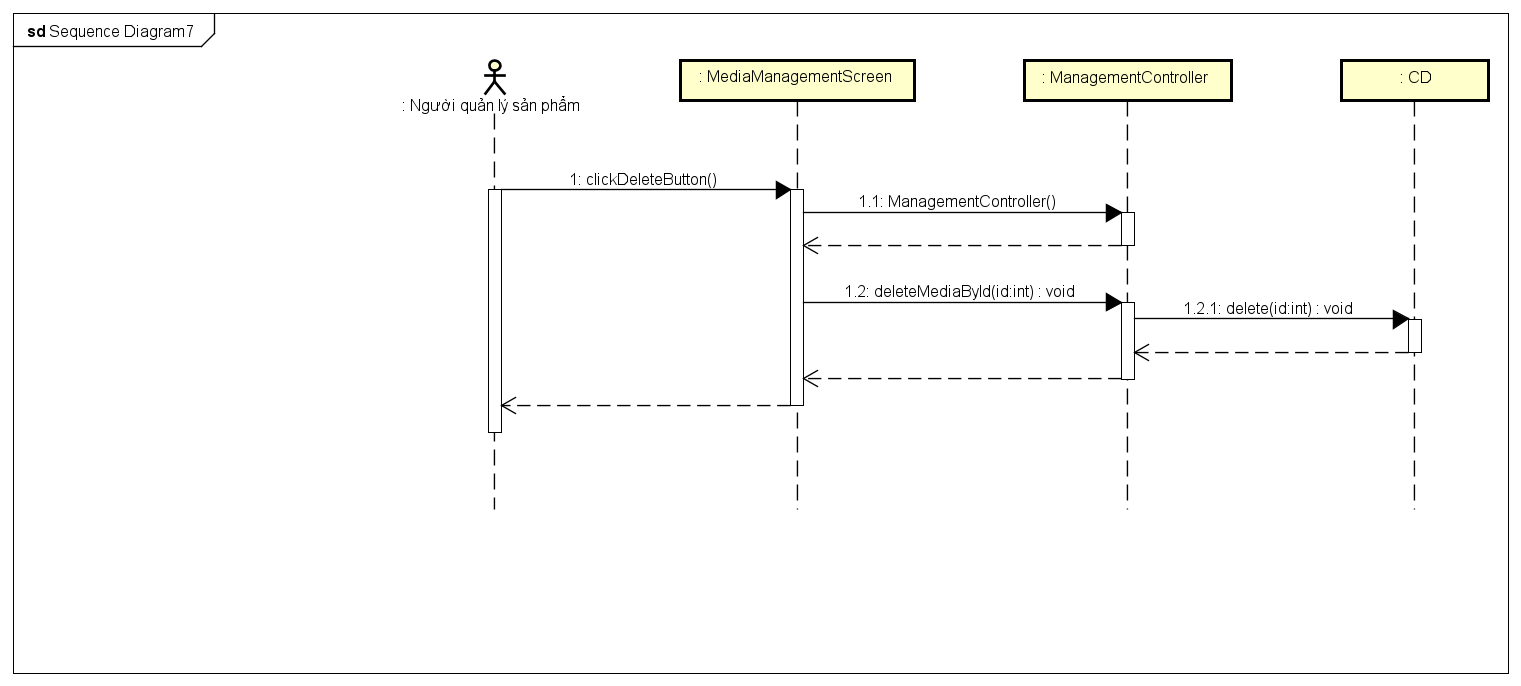 sd Sequence Diagram7
: Người quản lý sản phẩm
: MediaManagementScreen
: ManagementController
: CD
1: clickDeleteButton()
1.1: ManagementController()
1.2: deleteMediaById(id:int) : void
1.2.1: delete(id:int) : void